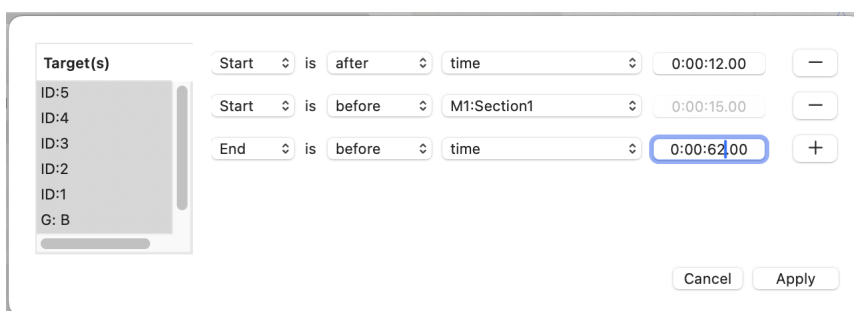 Target(s)
Start is after time 0:00:12.00 −
ID:5
Start is before M1:Section1 0:00:15.00 −
ID:4
ID:3
End is before time 0:00:62.00 +
ID:2
ID:1
G: B
Cancel Apply